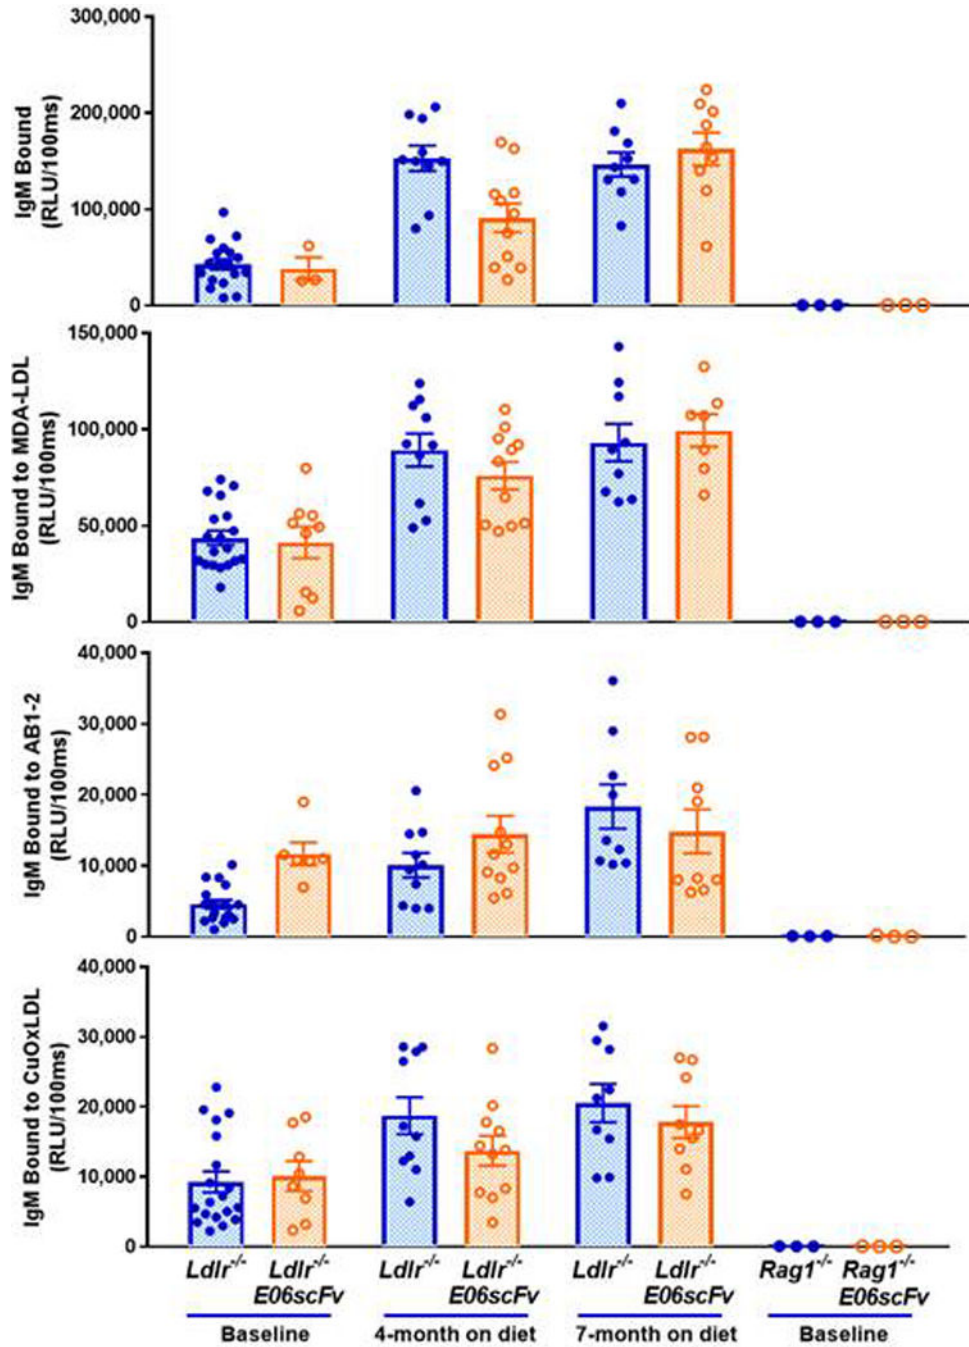 300,000
200,000
100,000
0
IgM Bound
(RLU/100ms)
150,000
100,000
50,000
0
IgM Bound to MDA-LDL
(RLU/100ms)
40,000
30,000
20,000
10,000
0
IgM Bound to AB1-2
(RLU/100ms)
40,000
30,000
20,000
10,000
0
IgM Bound to CuOxLDL
(RLU/100ms)
Ldlr-/- Ldlr-/- Ldlr-/- Ldlr-/- Ldlr-/- Ldlr-/- Rag1-/- Rag1-/-
E06scFv E06scFv E06scFv E06scFv
Baseline 4-month on diet 7-month on diet Baseline